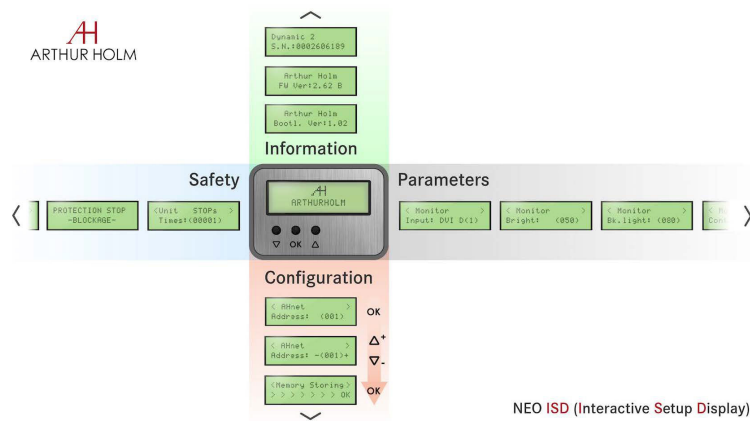 AH
ARTHUR HOLM
Dynamic 2
S.N.:0002606189
Arthur Holm
FW Ver:2.62 B
Arthur Holm
Bootl. Ver:1.02
Information
Safety
PROTECTION STOP
-BLOCKAGE-
<Unit STOPs >
Times:(00001)
AH
ARTHURHOLM
▽ OK △
Parameters
< Monitor >
Input: DVI D(1)
< Monitor >
Bright: (050)
< Monitor >
Bk.light: (080)
Configuration
< AHnet >
Address: (001)
OK
< AHnet >
Address: -(001)+
△+
▽-
<Memory Storing>
> > > > > > > OK
OK
NEO ISD (Interactive Setup Display)